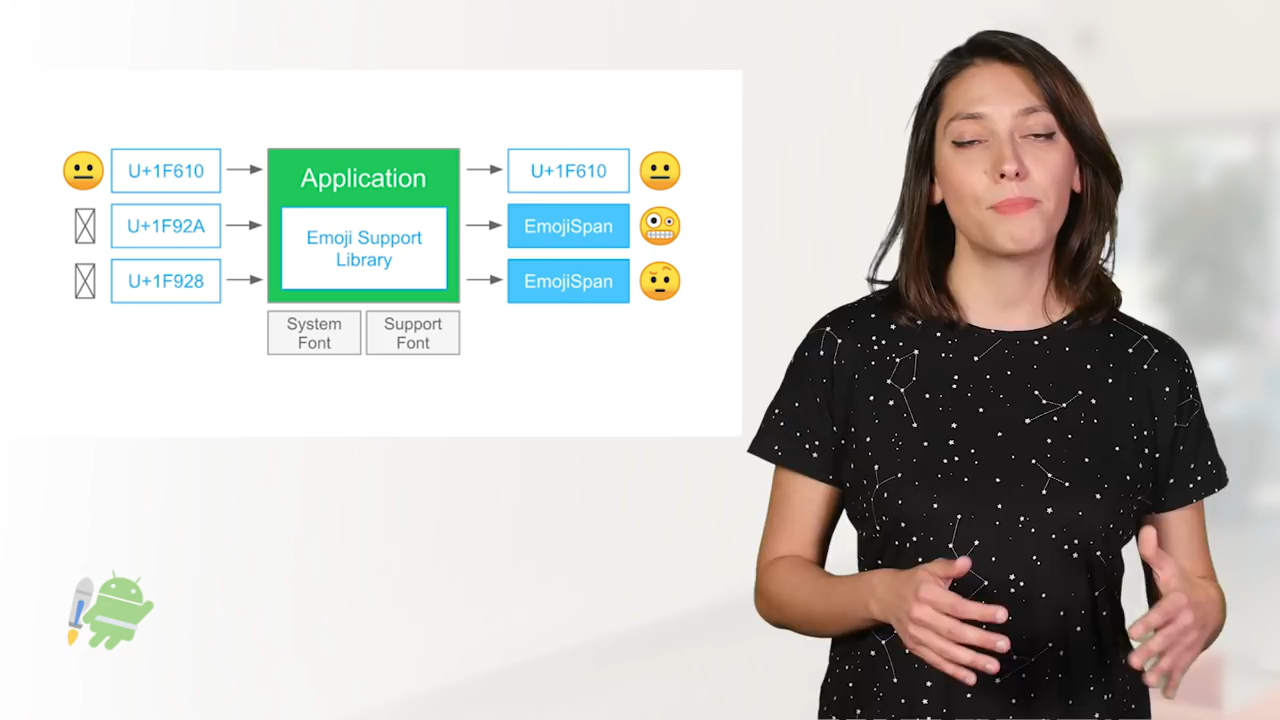 U+1F610
Application
U+1F610
U+1F92A
Emoji Support
Library
EmojiSpan
U+1F928
EmojiSpan
System
Font
Support
Font